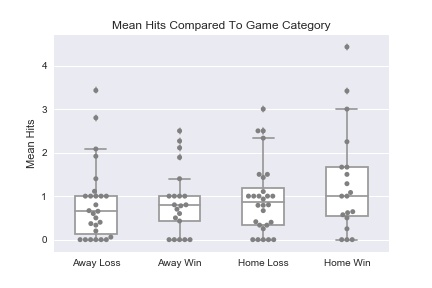 Mean Hits Compared To Game Category
Mean Hits
4
3
2
1
0
Away Loss
Away Win
Home Loss
Home Win